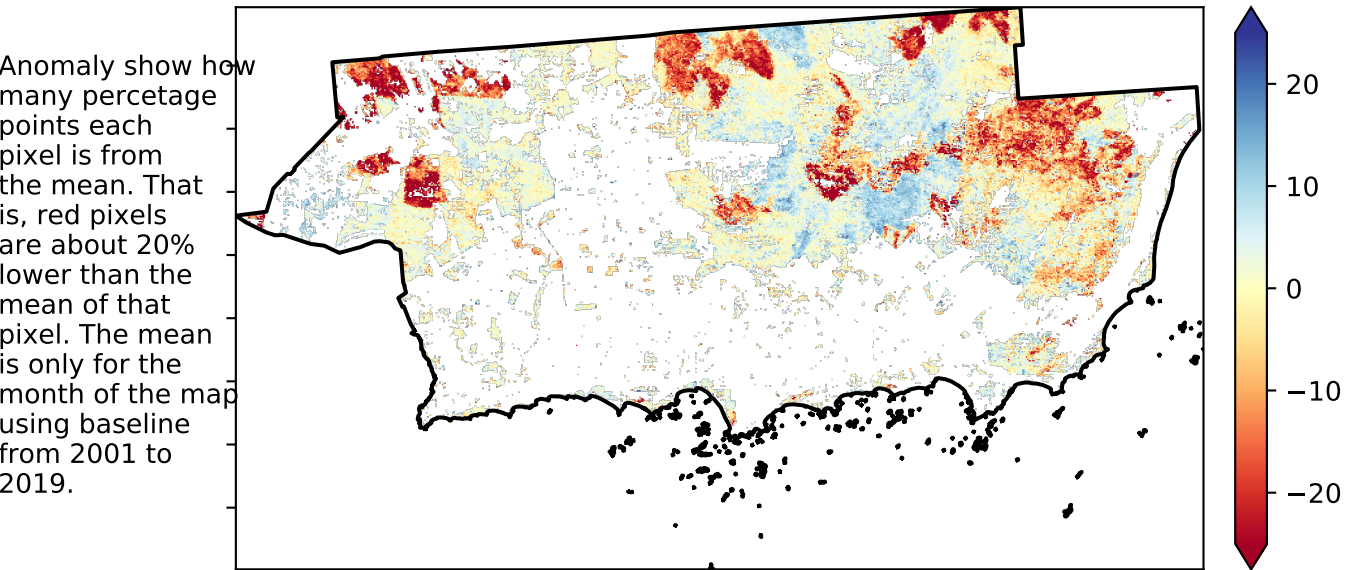 Anomaly show how
many percetage
points each
pixel is from
the mean. That
is, red pixels
are about 20%
lower than the
mean of that
pixel. The mean
is only for the
month of the map
using baseline
from 2001 to
2019.
20
10
0
−10
−20